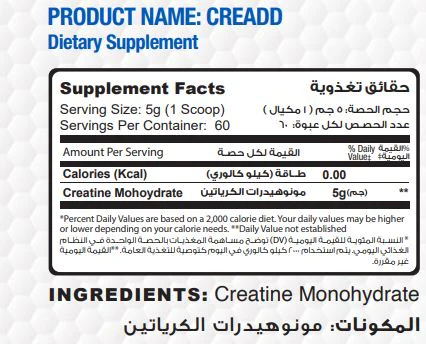 PRODUCT NAME: CREADD
Dietary Supplement
Supplement Facts حقائق تغذوية
Serving Size: 5g (1 Scoop) حجم الحصة: ٥ جم ( ١ مكيال )
Servings Per Container: 60 عدد الحصص لكل عبوة: ٦٠
Amount Per Serving القيمة لكل حصة % Daily Value‡ %القيمة اليومية‡
Calories (Kcal) طاقة (كيلو كالوري) 0.00
Creatine Mohoydrate مونوهيدرات الكرياتين 5g(جم) **
*Percent Daily Values are based on a 2,000 calorie diet. Your daily values may be higher
or lower depending on your calorie needs. **Daily Value not established
* النسبة المئوية للقيمة اليومية (DV) توضح مساهمة المغذيات بالحصة الواحدة في النظام
الغذائي اليومي. يتم استخدام ٢٠٠٠ كيلو كالوري في اليوم كتوصية للتغذية العامة. **القيمة اليومية
غير مقررة.
INGREDIENTS: Creatine Monohydrate
المكونات: مونوهيدرات الكرياتين